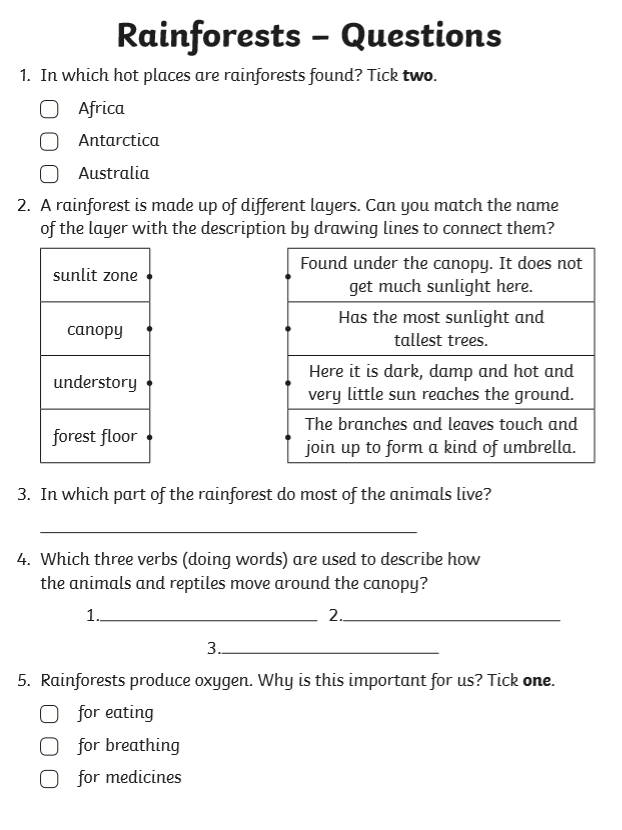 Rainforests – Questions
1. In which hot places are rainforests found? Tick two.
Africa
Antarctica
Australia
2. A rainforest is made up of different layers. Can you match the name
of the layer with the description by drawing lines to connect them?
sunlit zone
canopy
understory
forest floor
Found under the canopy. It does not
get much sunlight here.
Has the most sunlight and
tallest trees.
Here it is dark, damp and hot and
very little sun reaches the ground.
The branches and leaves touch and
join up to form a kind of umbrella.
3. In which part of the rainforest do most of the animals live?
4. Which three verbs (doing words) are used to describe how
the animals and reptiles move around the canopy?
1. 2.
3.
5. Rainforests produce oxygen. Why is this important for us? Tick one.
for eating
for breathing
for medicines